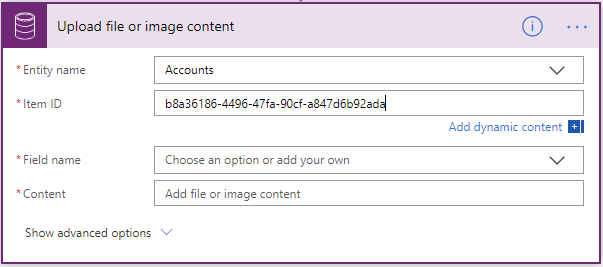 Upload file or image content
* Entity name
Accounts
* Item ID
b8a36186-4496-47fa-90cf-a847d6b92ada
Add dynamic content
* Field name
Choose an option or add your own
* Content
Add file or image content
Show advanced options